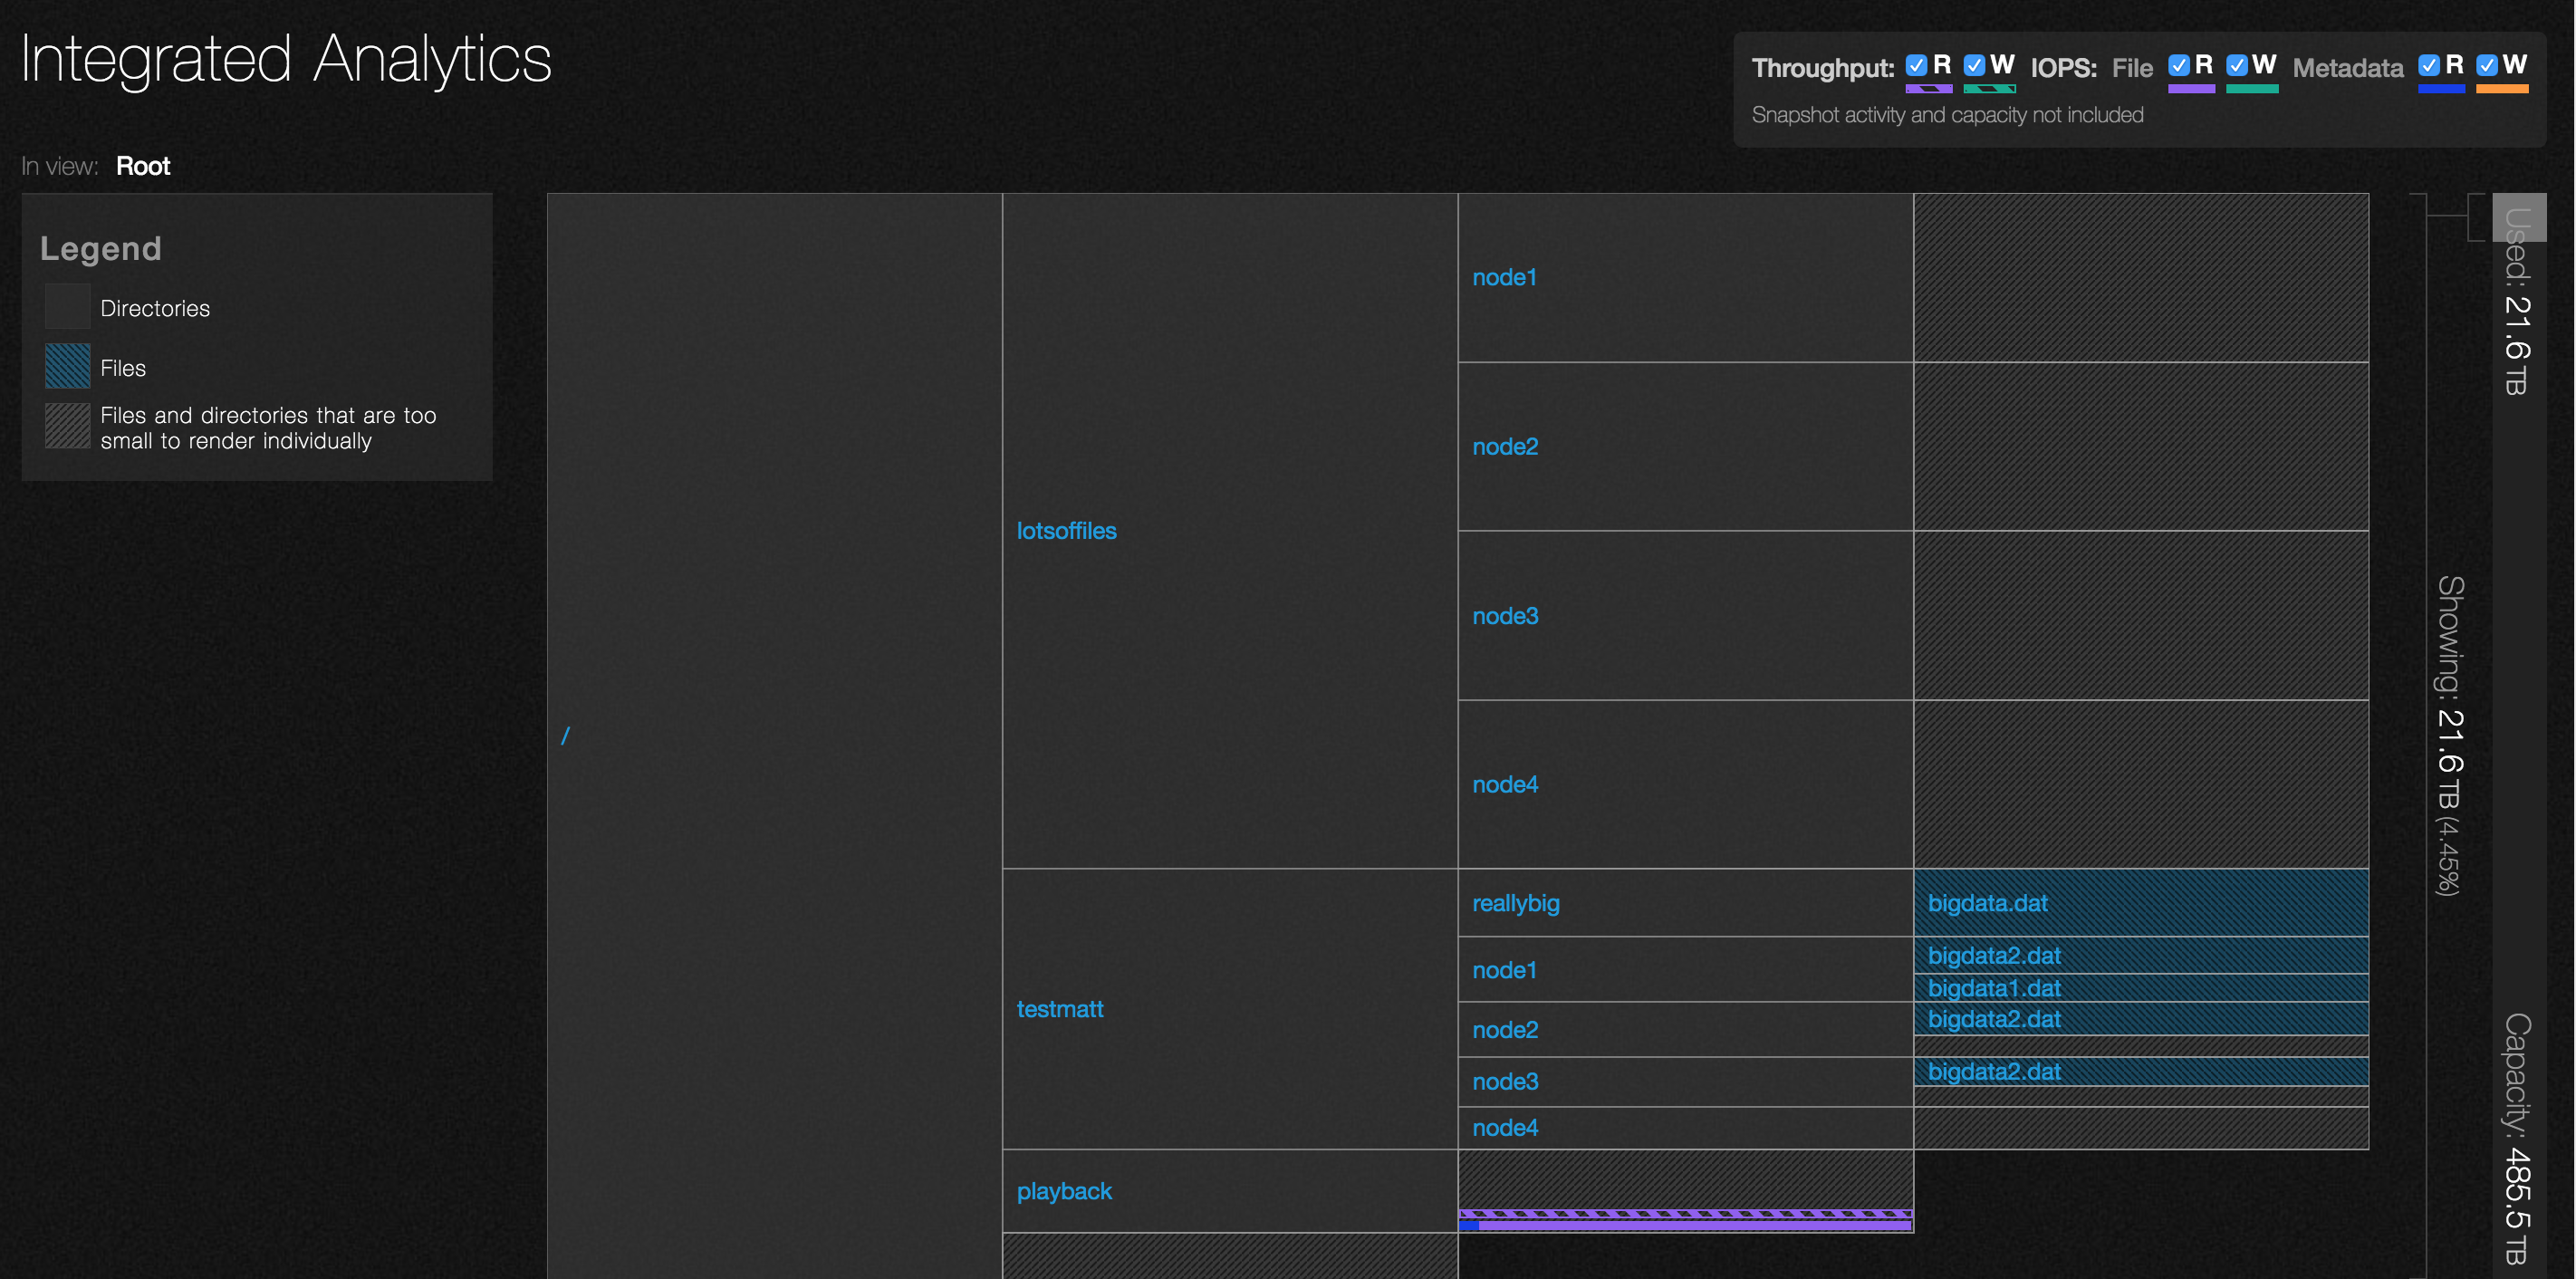 Integrated Analytics
Throughput: R W IOPS: File R W Metadata R W
Snapshot activity and capacity not included
In view: Root
Legend
Directories
Files
Files and directories that are too
small to render individually
/
lotsoffiles
testmatt
playback
node1
node2
node3
node4
reallybig
node1
node2
node3
node4
bigdata.dat
bigdata2.dat
bigdata1.dat
bigdata2.dat
bigdata2.dat
Showing: 21.6 TB (4.45%)
Used: 21.6 TB
Capacity: 485.5 TB